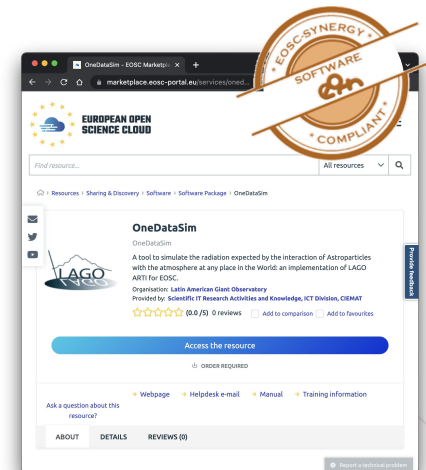 EOSC-SYNERGY
SOFTWARE
COMPLIANT
OneDataSim – EOSC Marketpl
marketplace.eosc-portal.eu/services/oned...
EUROPEAN OPEN
SCIENCE CLOUD
Find resource...
All resources
Resources › Sharing & Discovery › Software › Software Package › OneDataSim
OneDataSim
OneDataSim
A tool to simulate the radiation expected by the interaction of Astroparticles
with the atmosphere at any place in the World: an implementation of LAGO
ARTI for EOSC.
LAGO
Organisation: Latin American Giant Observatory
Provided by: Scientific IT Research Activities and Knowledge, ICT Division, CIEMAT
(0.0 /5) 0 reviews Add to comparison Add to favourites
Provide feedback
Access the resource
ORDER REQUIRED
Webpage Helpdesk e-mail Manual Training information
Ask a question about this
resource?
ABOUT DETAILS REVIEWS (0)
Report a technical problem